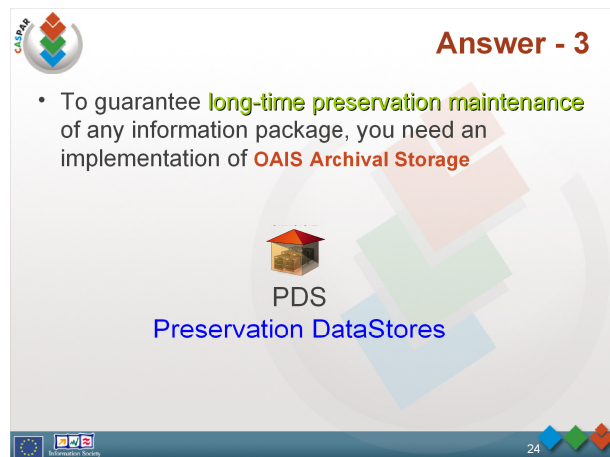 CASPAR
Answer - 3
• To guarantee long-time preservation maintenance
of any information package, you need an
implementation of OAIS Archival Storage
PDS
Preservation DataStores
Information Society
24